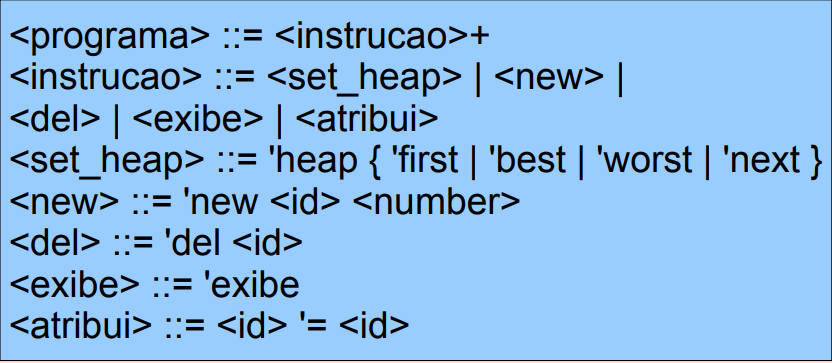 <programa> ::= <instrucao>+
<instrucao> ::= <set_heap> | <new> |
<del> | <exibe> | <atribui>
<set_heap> ::= 'heap { 'first | 'best | 'worst | 'next }
<new> ::= 'new <id> <number>
<del> ::= 'del <id>
<exibe> ::= 'exibe
<atribui> ::= <id> '= <id>